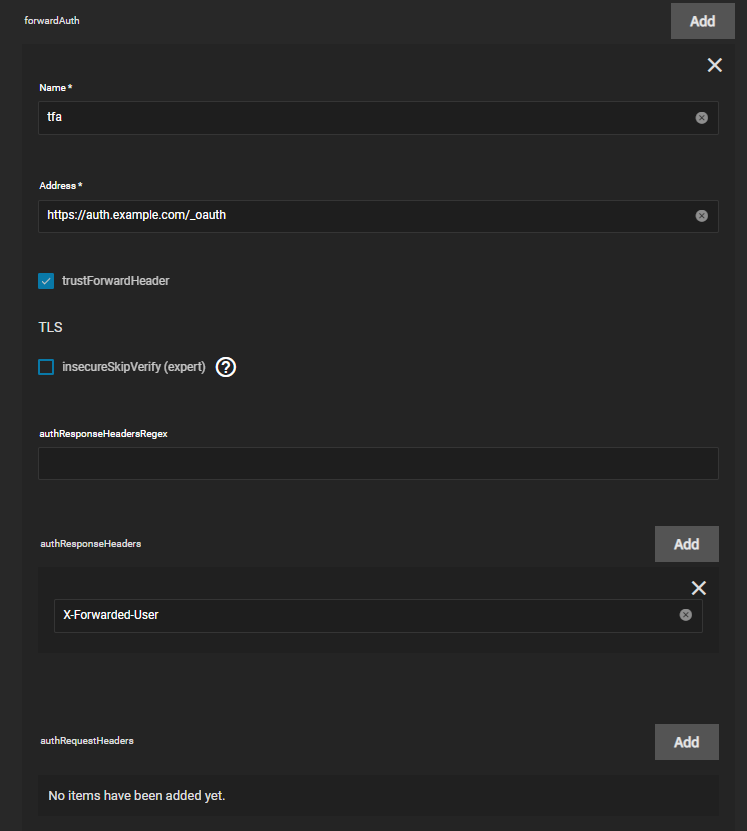 forwardAuth
Add
Name *
tfa
Address *
https://auth.example.com/_oauth
trustForwardHeader
TLS
insecureSkipVerify (expert)
authResponseHeadersRegex
authResponseHeaders
Add
X-Forwarded-User
authRequestHeaders
Add
No items have been added yet.